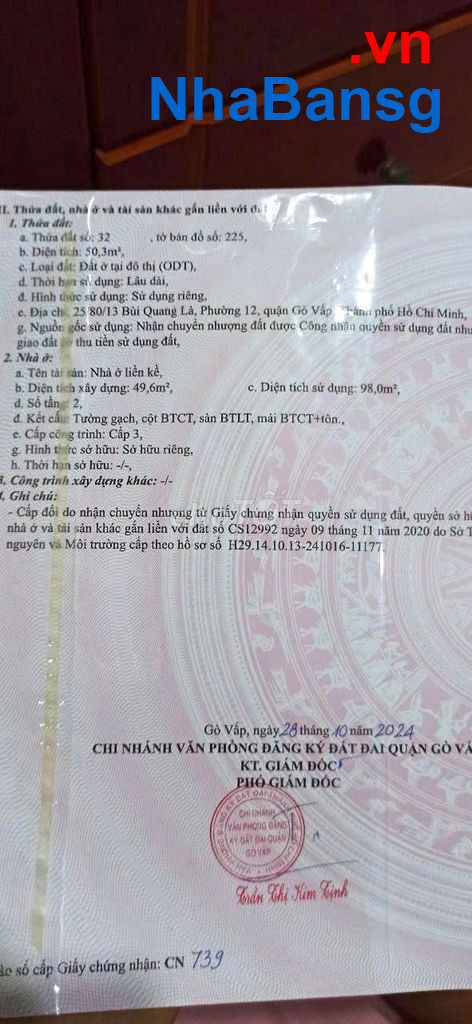 .vn
NhaBansg
II. Thửa đất, nhà ở và tài sản khác gắn liền với đất
1. Thửa đất:
a. Thửa đất số: 32 , tờ bản đồ số: 225,
b. Diện tích: 50,3m²,
c. Loại đất: Đất ở tại đô thị (ODT),
d. Thời hạn sử dụng: Lâu dài,
đ. Hình thức sử dụng: Sử dụng riêng,
e. Địa chỉ: 25/80/13 Bùi Quang Là, Phường 12, quận Gò Vấp, Thành phố Hồ Chí Minh,
g. Nguồn gốc sử dụng: Nhận chuyển nhượng đất được Công nhận quyền sử dụng đất như
giao đất có thu tiền sử dụng đất,
2. Nhà ở:
a. Tên tài sản: Nhà ở liền kề,
b. Diện tích xây dựng: 49,6m², c. Diện tích sử dụng: 98,0m²,
d. Số tầng: 2,
đ. Kết cấu: Tường gạch, cột BTCT, sàn BTLT, mái BTCT+tôn.,
e. Cấp công trình: Cấp 3,
g. Hình thức sở hữu: Sở hữu riêng,
h. Thời hạn sở hữu: -/-,
3. Công trình xây dựng khác: -/-
4. Ghi chú:
- Cấp đổi do nhận chuyển nhượng từ Giấy chứng nhận quyền sử dụng đất, quyền sở h
nhà ở và tài sản khác gắn liền với đất số CS12992 ngày 09 tháng 11 năm 2020 do Sở T
nguyên và Môi trường cấp theo hồ sơ số H29.14.10.13-241016-11177.
Gò Vấp, ngày 28 tháng 10 năm 2024
CHI NHÁNH VĂN PHÒNG ĐĂNG KÝ ĐẤT ĐAI QUẬN GÒ VẤ
KT. GIÁM ĐỐC
PHÓ GIÁM ĐỐC
CHI NHÁNH
VĂN PHÒNG ĐĂNG
KÝ ĐẤT ĐAI QUẬN
GÒ VẤP
Trần Thị Kim Tịnh
ào sổ cấp Giấy chứng nhận: CN 739